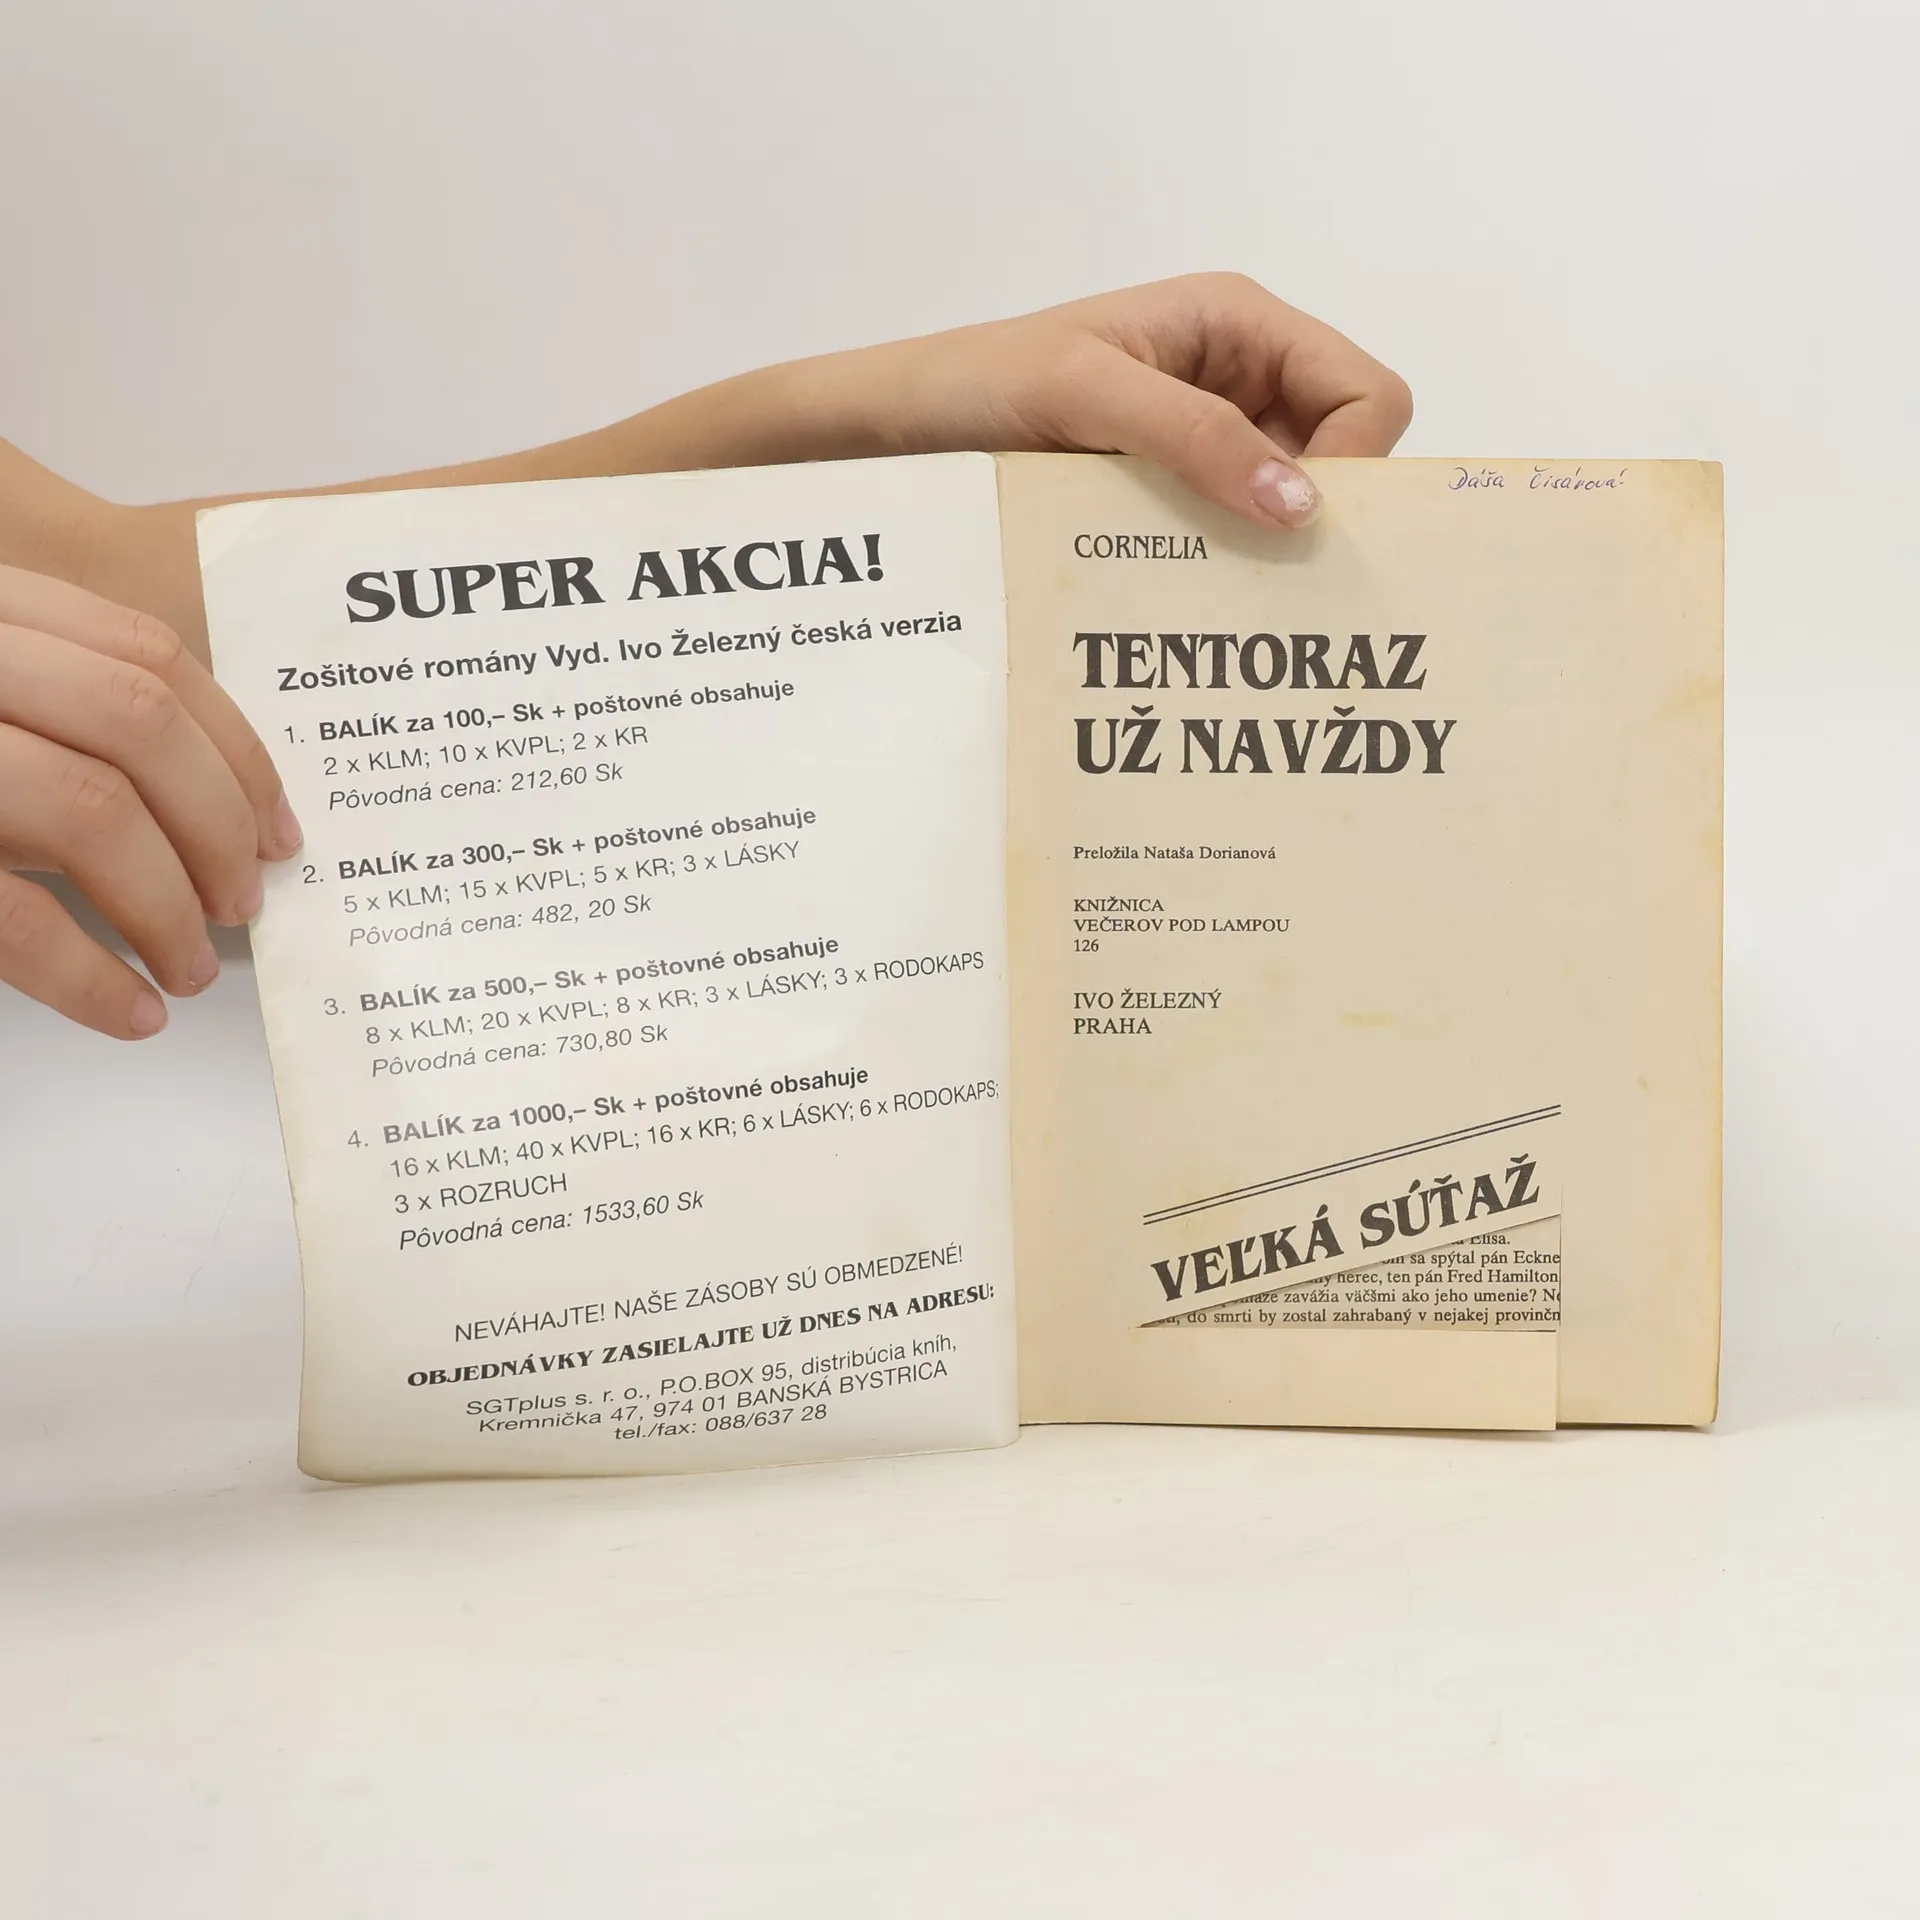 SUPER AKCIA!
Zošitové romány Vyd. Ivo Železný česká verzia
1. BALÍK za 100,– Sk + poštovné obsahuje
2 x KLM; 10 x KVPL; 2 x KR
Pôvodná cena: 212,60 Sk
2. BALÍK za 300,– Sk + poštovné obsahuje
5 x KLM; 15 x KVPL; 5 x KR; 3 x LÁSKY
Pôvodná cena: 482, 20 Sk
3. BALÍK za 500,– Sk + poštovné obsahuje
8 x KLM; 20 x KVPL; 8 x KR; 3 x LÁSKY; 3 x RODOKAPS
Pôvodná cena: 730,80 Sk
4. BALÍK za 1000,– Sk + poštovné obsahuje
16 x KLM; 40 x KVPL; 16 x KR; 6 x LÁSKY; 6 x RODOKAPS;
3 x ROZRUCH
Pôvodná cena: 1533,60 Sk
NEVÁHAJTE! NAŠE ZÁSOBY SÚ OBMEDZENÉ!
OBJEDNÁVKY ZASIELAJTE UŽ DNES NA ADRESU:
SGTplus s. r. o., P.O.BOX 95, distribúcia kníh,
Kremnička 47, 974 01 BANSKÁ BYSTRICA
tel./fax: 088/637 28
Dáša Čisárová
CORNELIA
TENTORAZ
UŽ NAVŽDY
Preložila Nataša Dorianová
KNIŽNICA
VEČEROV POD LAMPOU
126
IVO ŽELEZNÝ
PRAHA
VEĽKÁ SÚŤAŽ
Elisa.
sa spýtal pán Eckne
herec, ten pán Fred Hamilton
zavážia väčšmi ako jeho umenie?
do smrti by zostal zahrabaný v nejakej provinčn